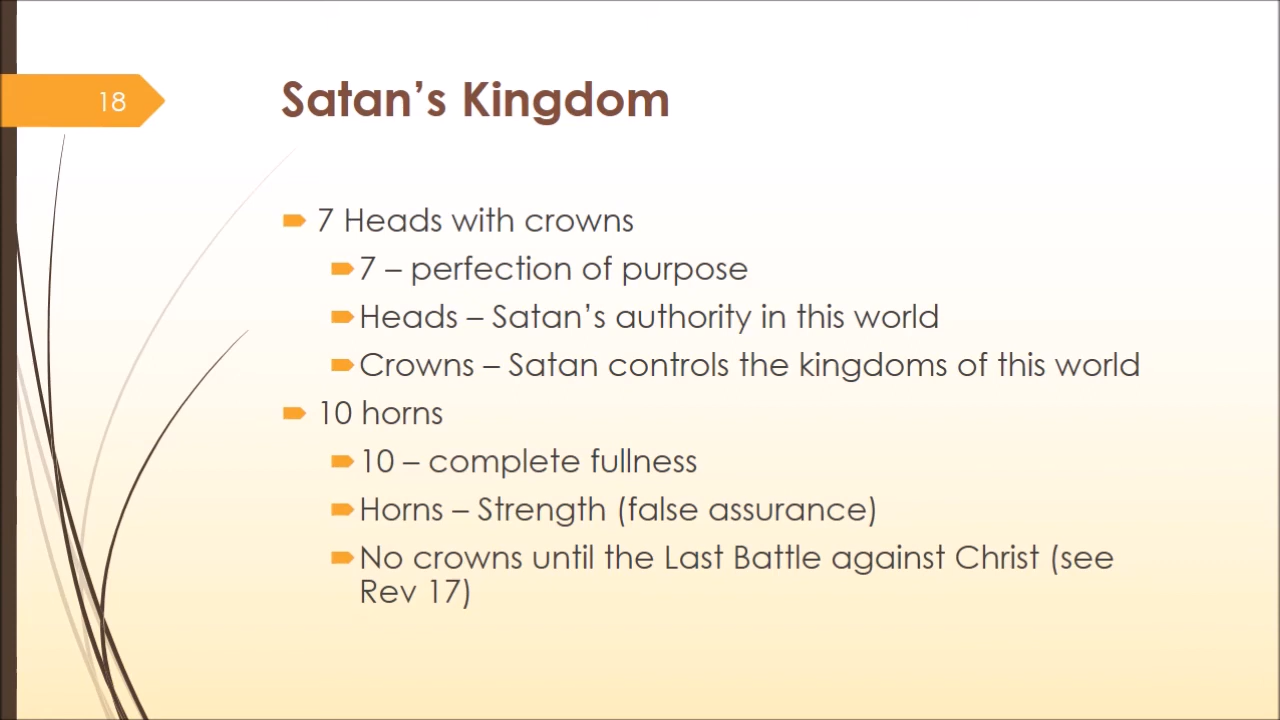 18
Satan’s Kingdom
7 Heads with crowns
7 – perfection of purpose
Heads – Satan’s authority in this world
Crowns – Satan controls the kingdoms of this world
10 horns
10 – complete fullness
Horns – Strength (false assurance)
No crowns until the Last Battle against Christ (see
Rev 17)